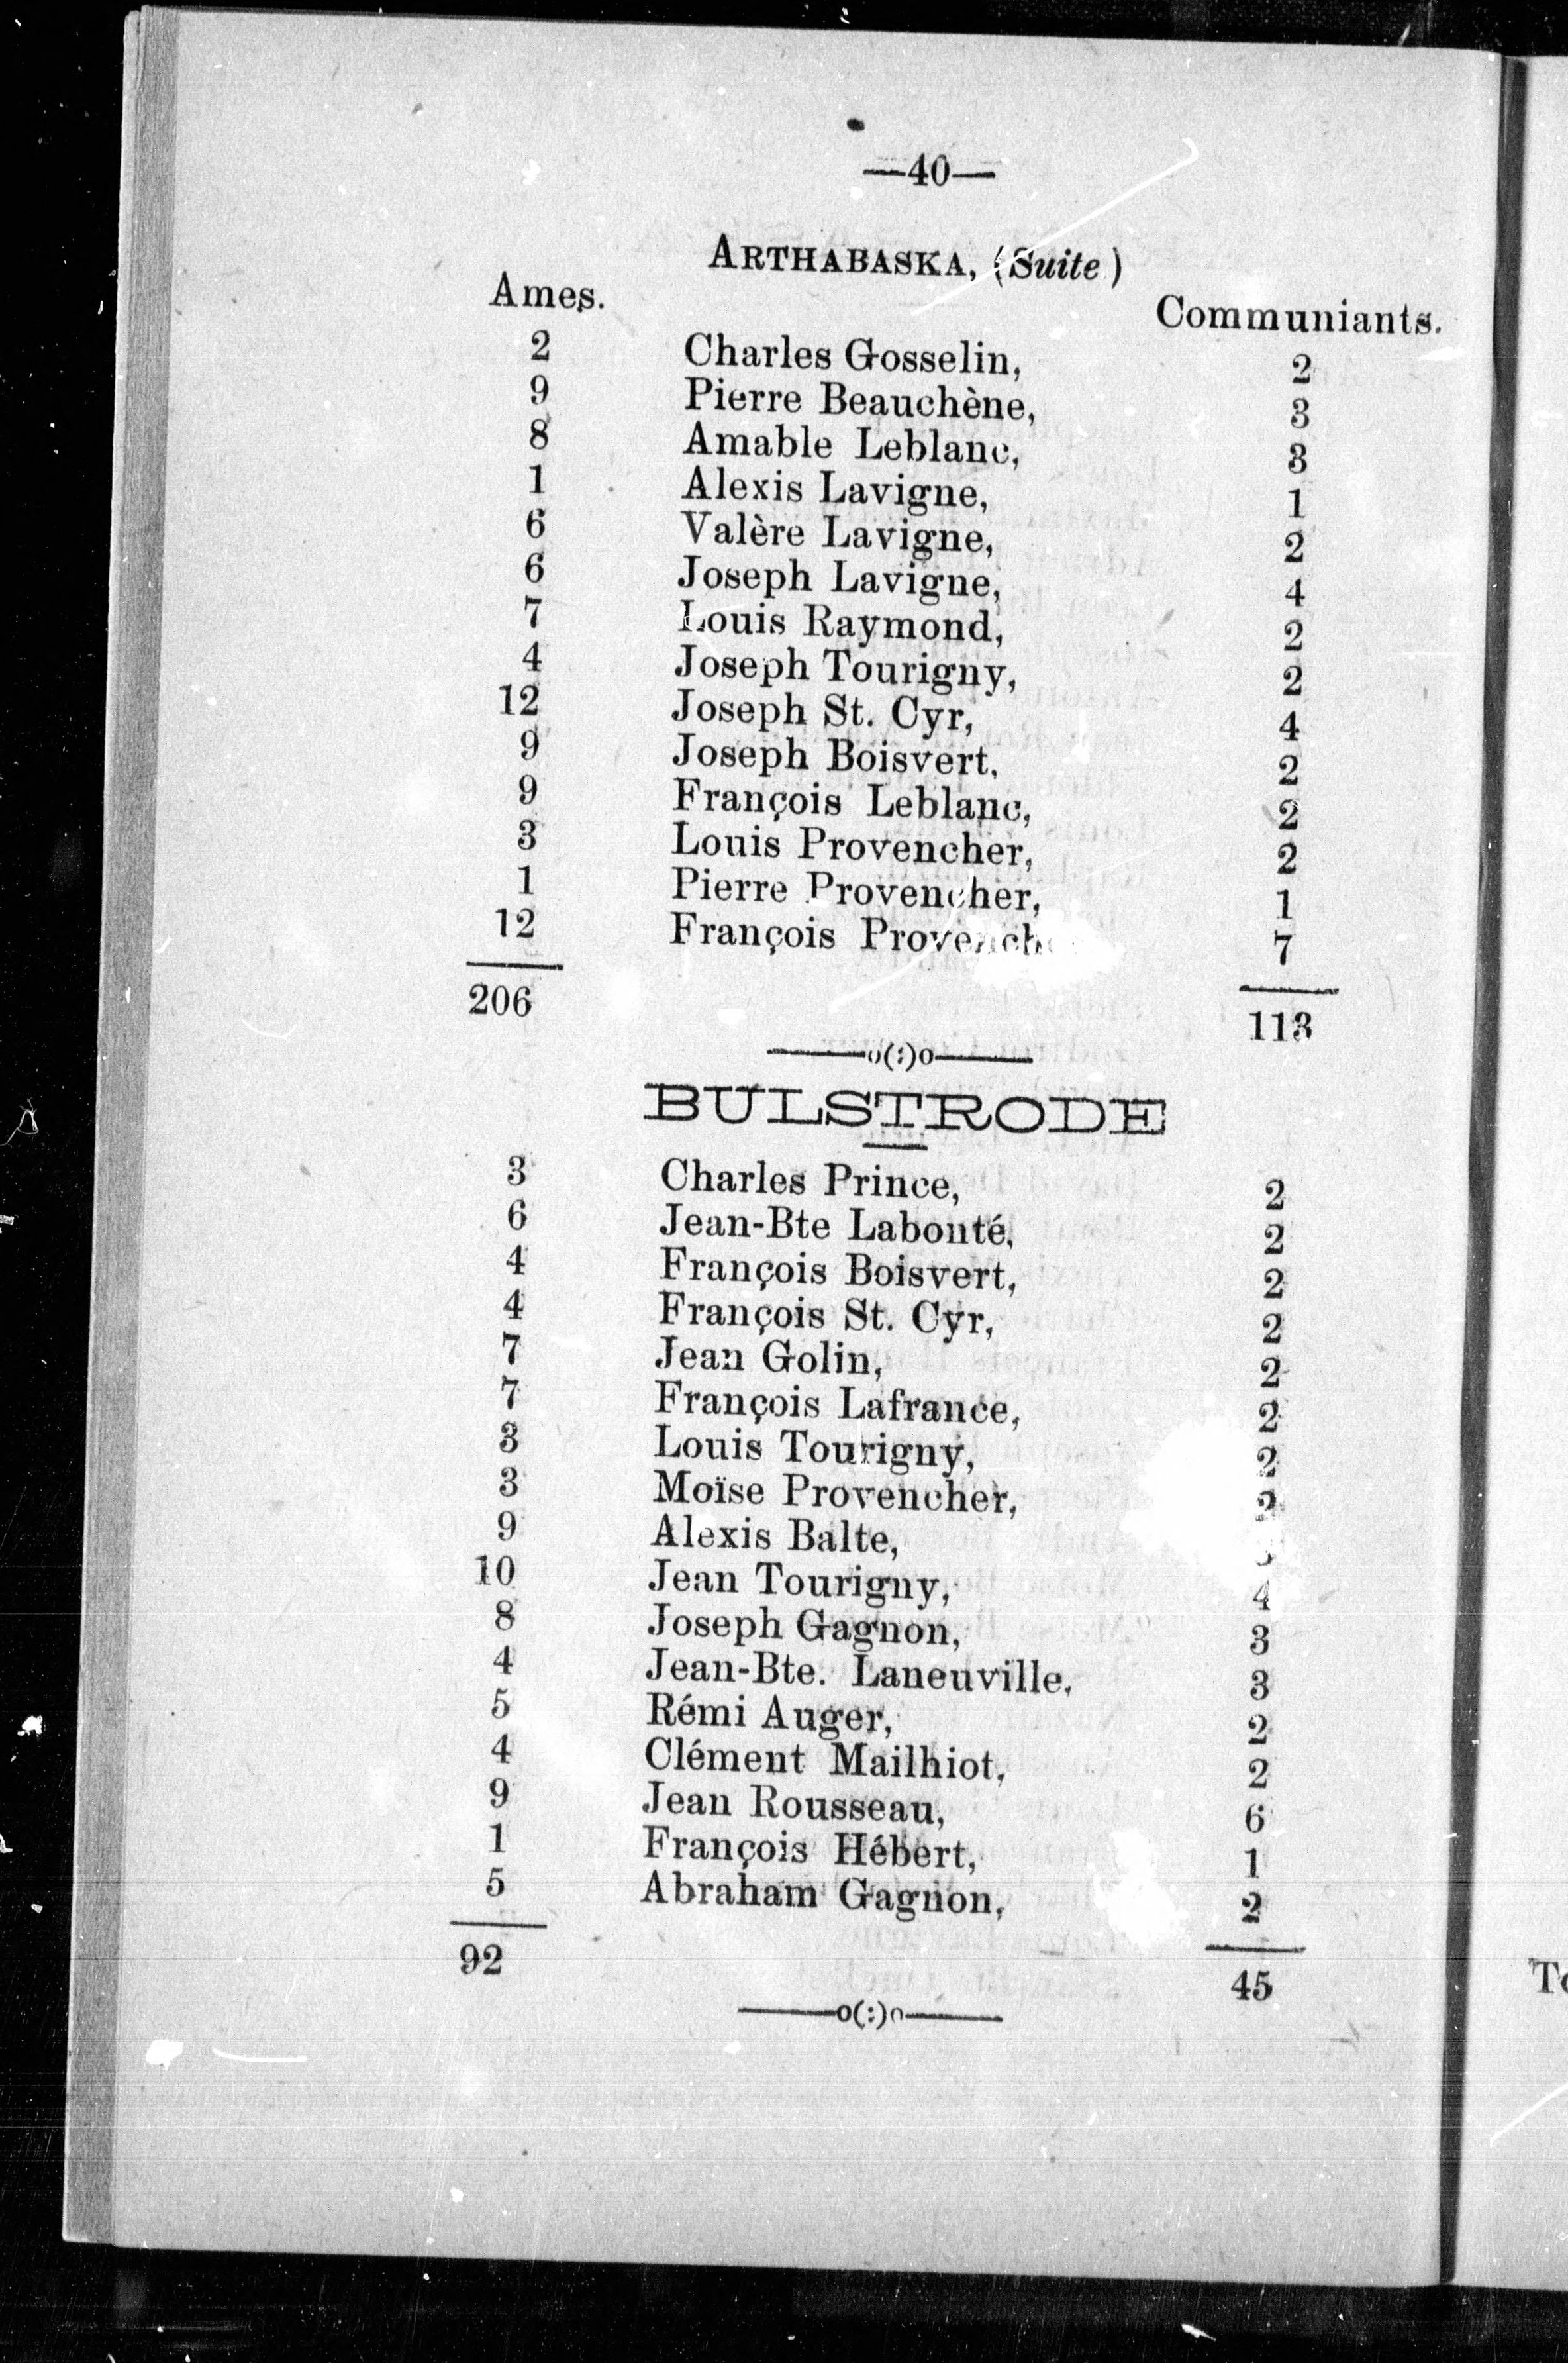 —40—
ARTHABASKA, (Suite)
Ames. Communiants.
2 Charles Gosselin, 2
9 Pierre Beauchène, 3
8 Amable Leblanc, 3
1 Alexis Lavigne, 1
6 Valère Lavigne, 2
6 Joseph Lavigne, 4
7 Louis Raymond, 2
4 Joseph Tourigny, 2
12 Joseph St. Cyr, 4
9 Joseph Boisvert, 2
9 François Leblanc, 2
3 Louis Provencher, 2
1 Pierre Provencher, 1
12 François Provench 7
206 113
o(:)o
BULSTRODE
3 Charles Prince, 2
6 Jean-Bte Labonté, 2
4 François Boisvert, 2
4 François St. Cyr, 2
7 Jean Golin, 2
7 François Lafrance, 2
3 Louis Tourigny, 2
3 Moïse Provencher, 2
9 Alexis Balte,
10 Jean Tourigny, 4
8 Joseph Gagnon, 3
4 Jean-Bte. Laneuville, 3
5 Rémi Auger, 2
4 Clément Mailhiot, 2
9 Jean Rousseau, 6
1 François Hébert, 1
5 Abraham Gagnon, 2
92 45
o(:)o